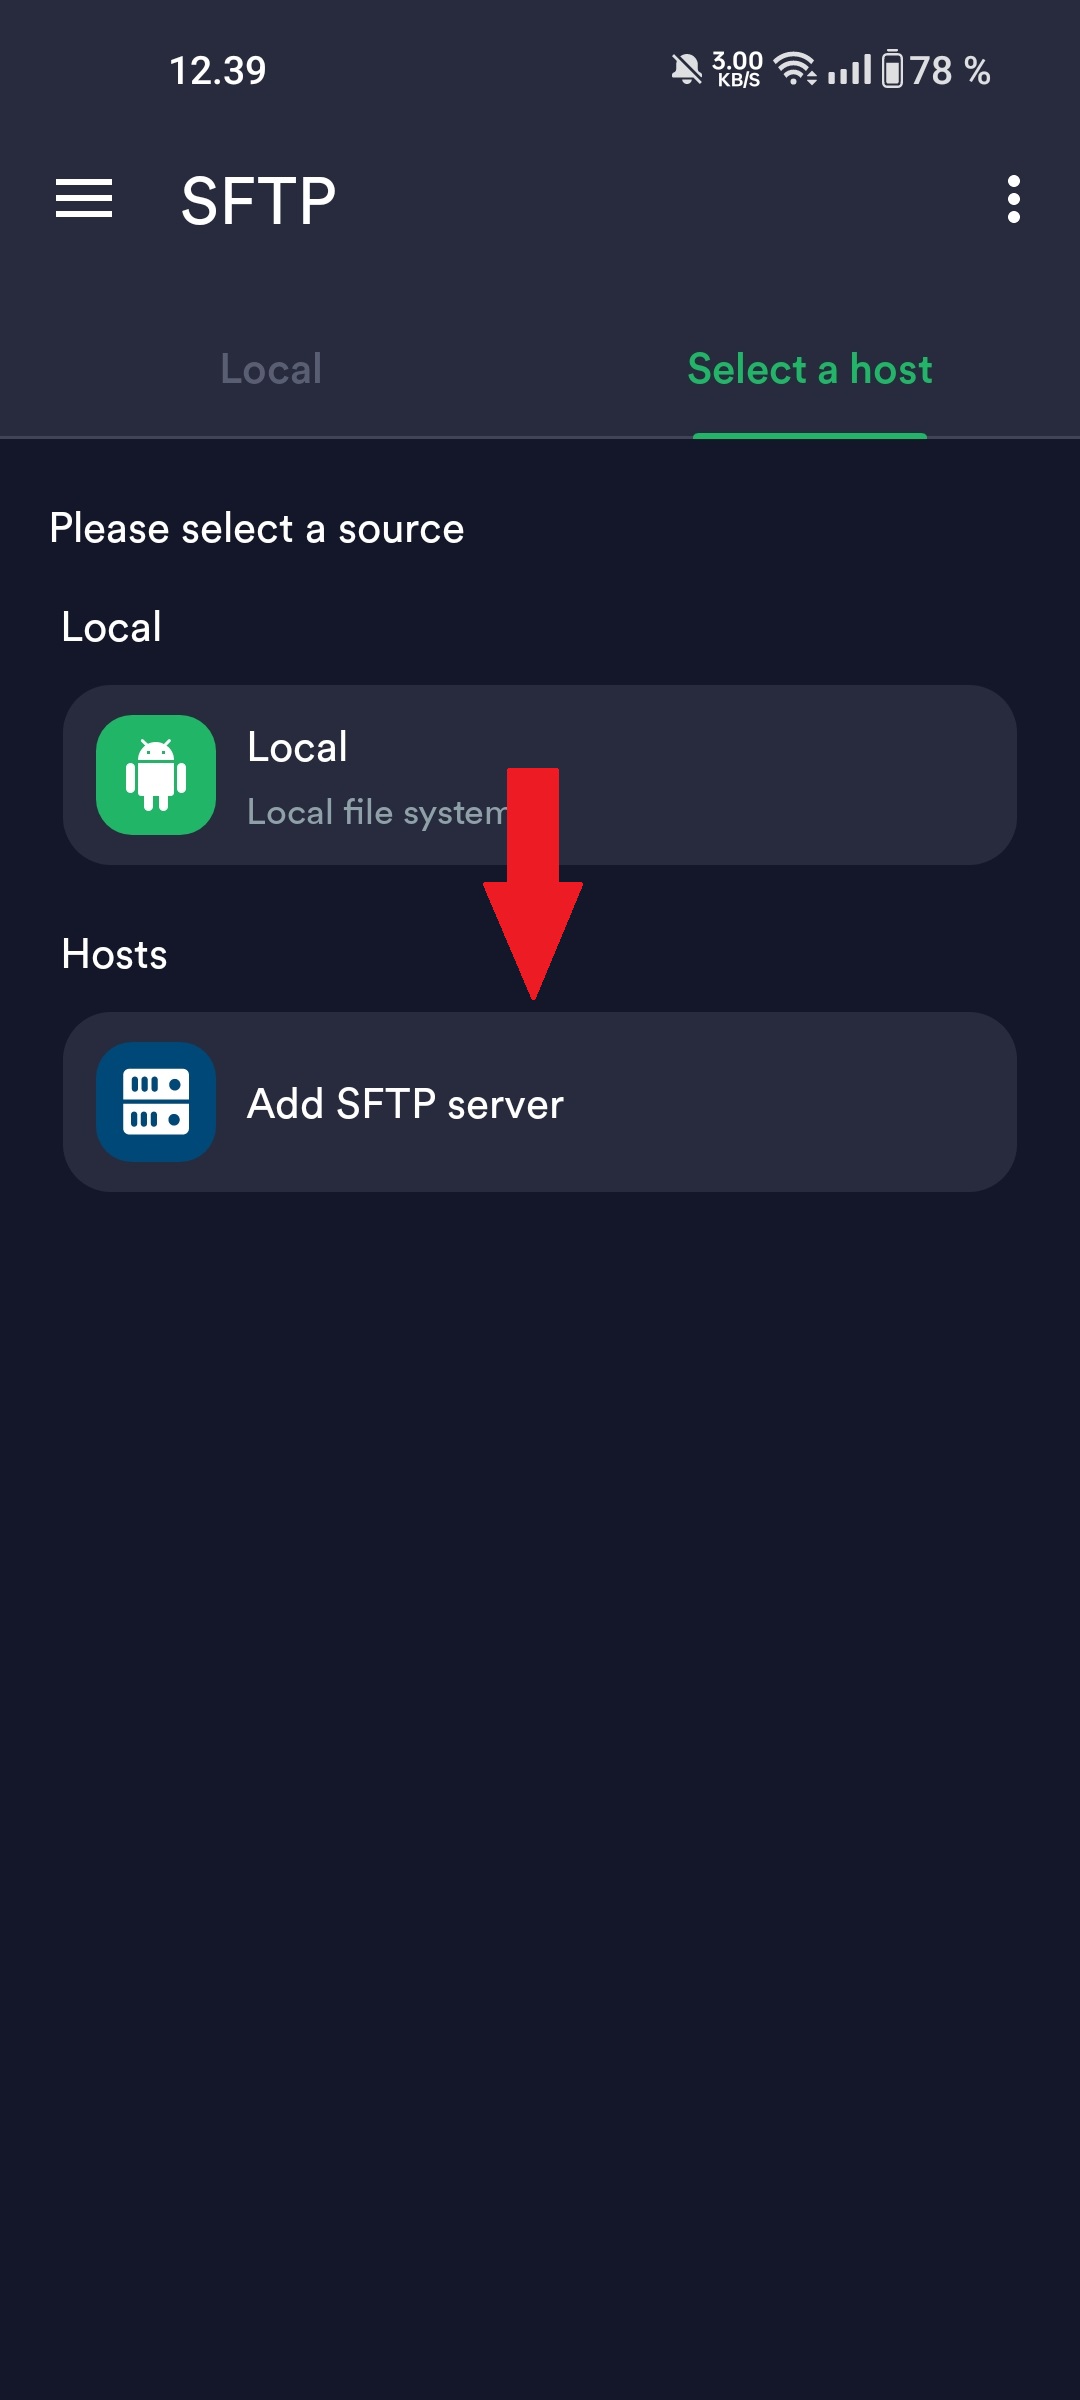 12.39
3.00
KB/S
78 %
SFTP
Local
Select a host
Please select a source
Local
Local
Local file system
Hosts
Add SFTP server